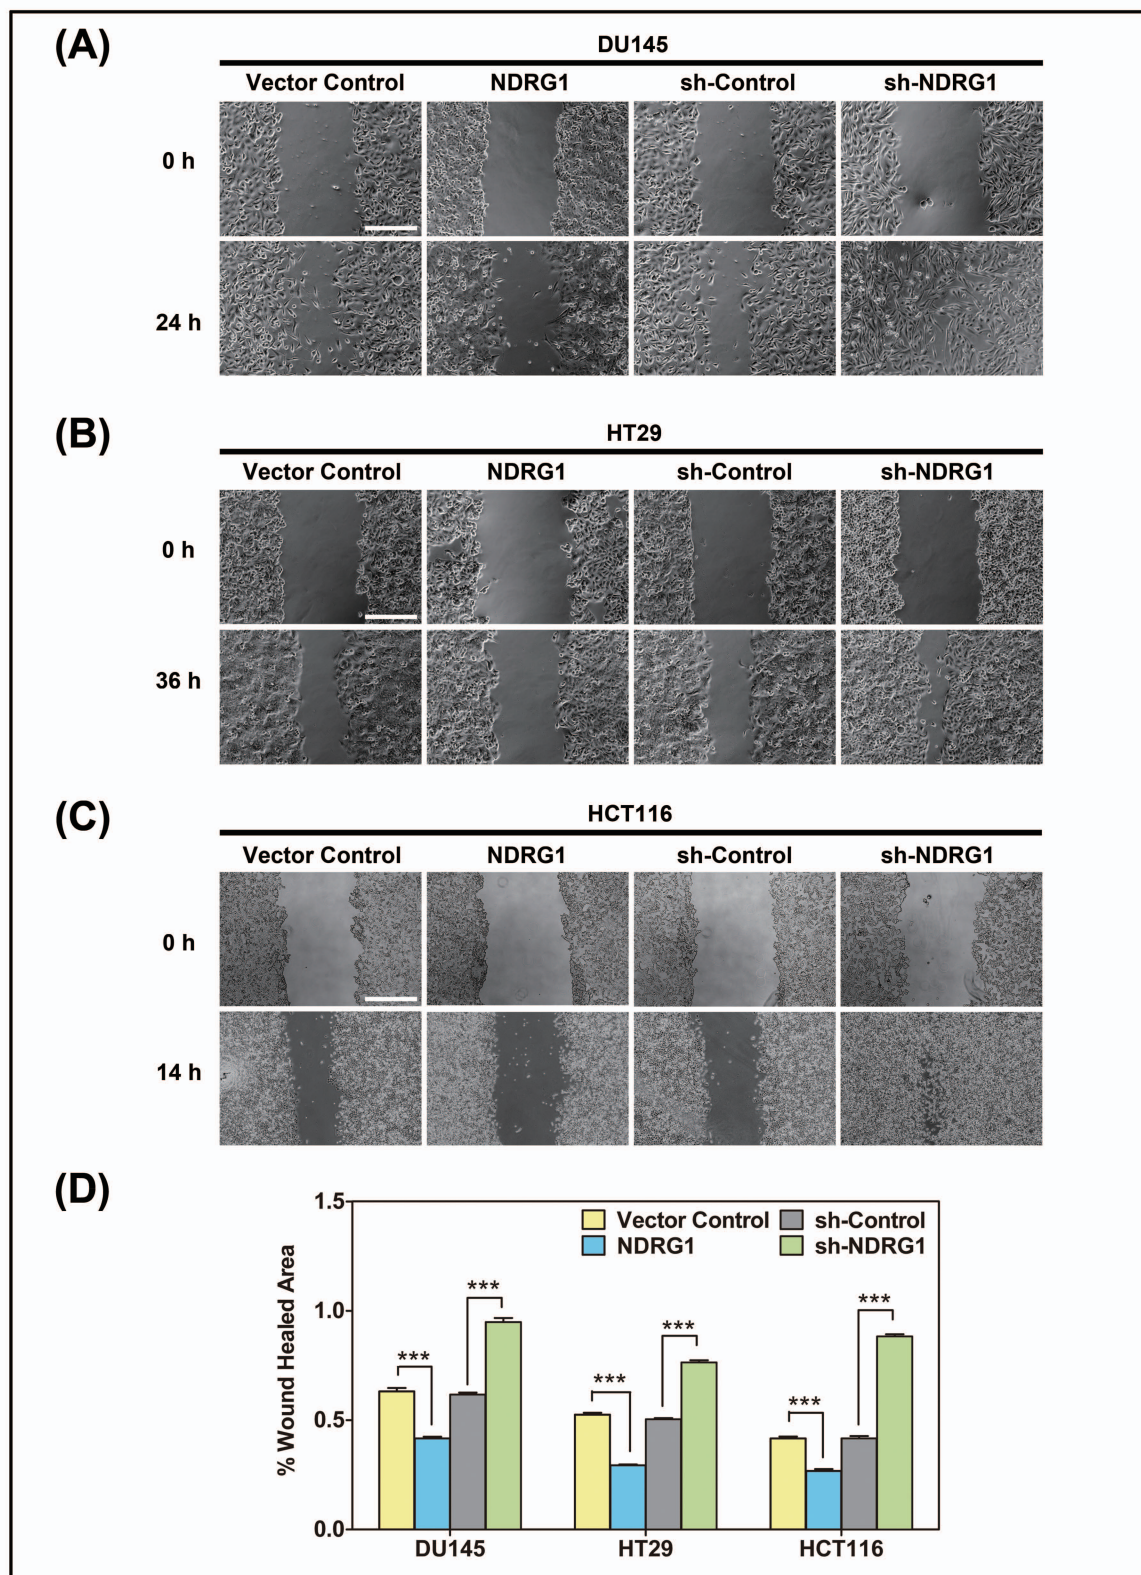 (A)
DU145
Vector Control NDRG1 sh-Control sh-NDRG1
0 h
24 h
(B)
HT29
Vector Control NDRG1 sh-Control sh-NDRG1
0 h
36 h
(C)
HCT116
Vector Control NDRG1 sh-Control sh-NDRG1
0 h
14 h
(D)
% Wound Healed Area
1.5
1.0
0.5
0.0
Vector Control sh-Control
NDRG1 sh-NDRG1
*** *** *** *** *** ***
DU145 HT29 HCT116